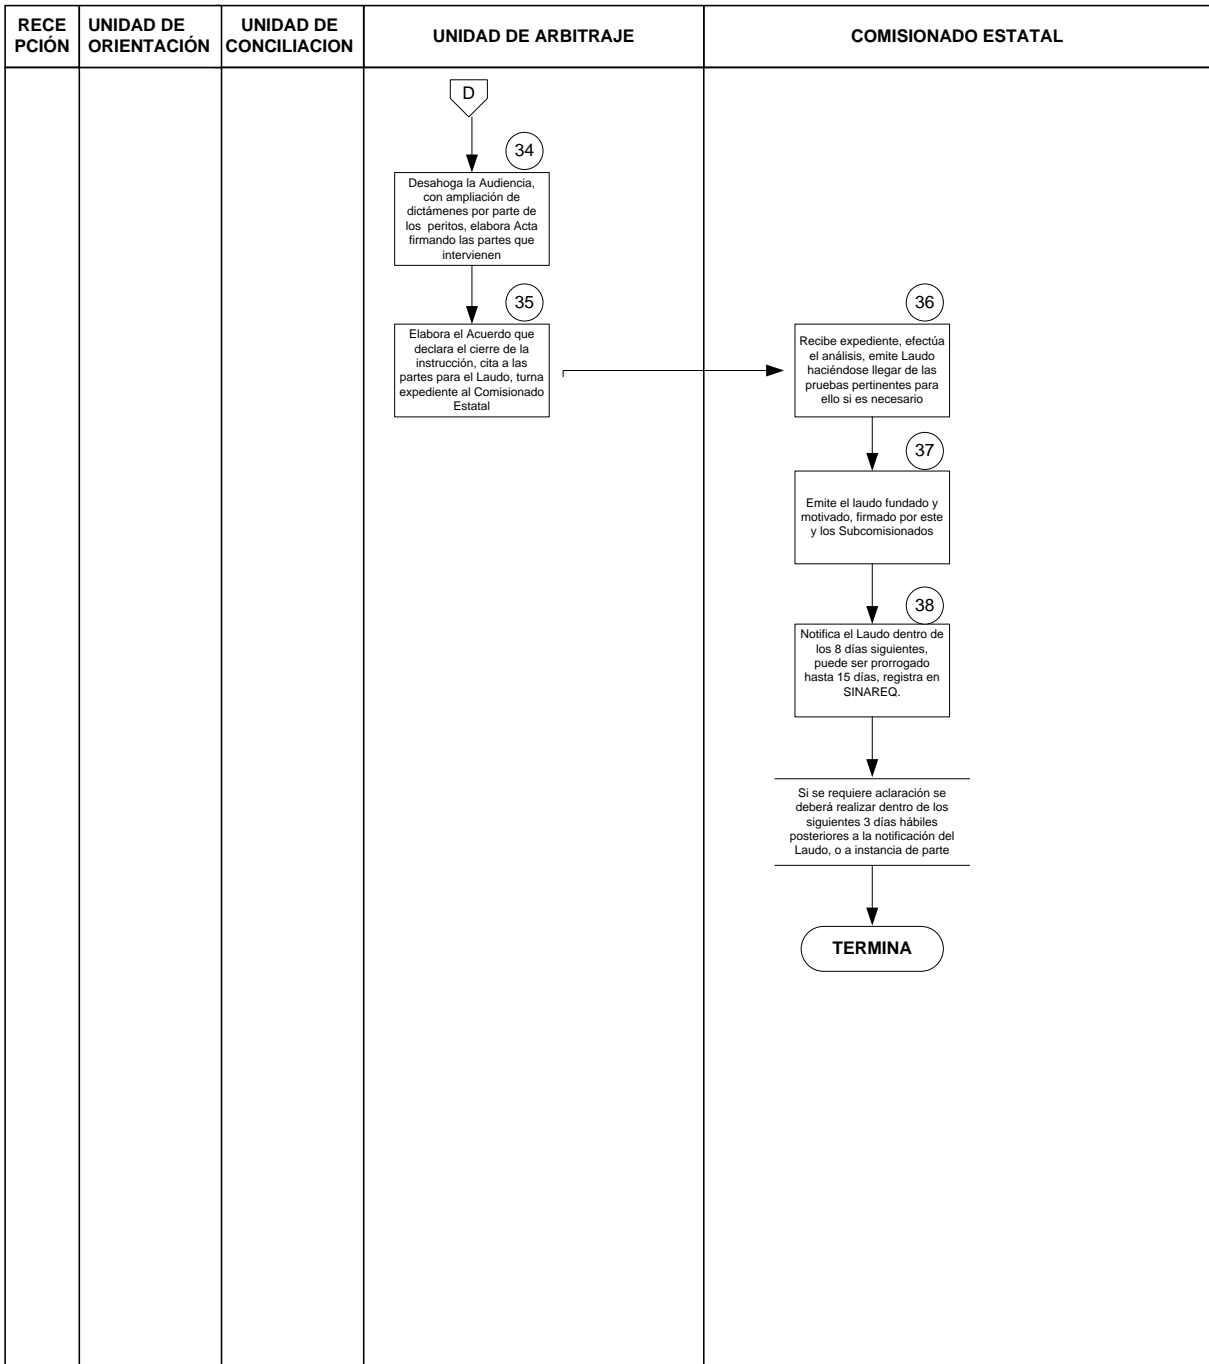 RECE
PCIÓN
UNIDAD DE
ORIENTACIÓN
UNIDAD DE
CONCILIACION
UNIDAD DE ARBITRAJE
COMISIONADO ESTATAL
D
34
Desahoga la Audiencia,
con ampliación de
dictámenes por parte de
los peritos, elabora Acta
firmando las partes que
intervienen
35
Elabora el Acuerdo que
declara el cierre de la
instrucción, cita a las
partes para el Laudo, turna
expediente al Comisionado
Estatal
36
Recibe expediente, efectúa
el análisis, emite Laudo
haciéndose llegar de las
pruebas pertinentes para
ello si es necesario
37
Emite el laudo fundado y
motivado, firmado por este
y los Subcomisionados
38
Notifica el Laudo dentro de
los 8 días siguientes,
puede ser prorrogado
hasta 15 días, registra en
SINAREQ.
Si se requiere aclaración se
deberá realizar dentro de los
siguientes 3 días hábiles
posteriores a la notificación del
Laudo, o a instancia de parte
TERMINA